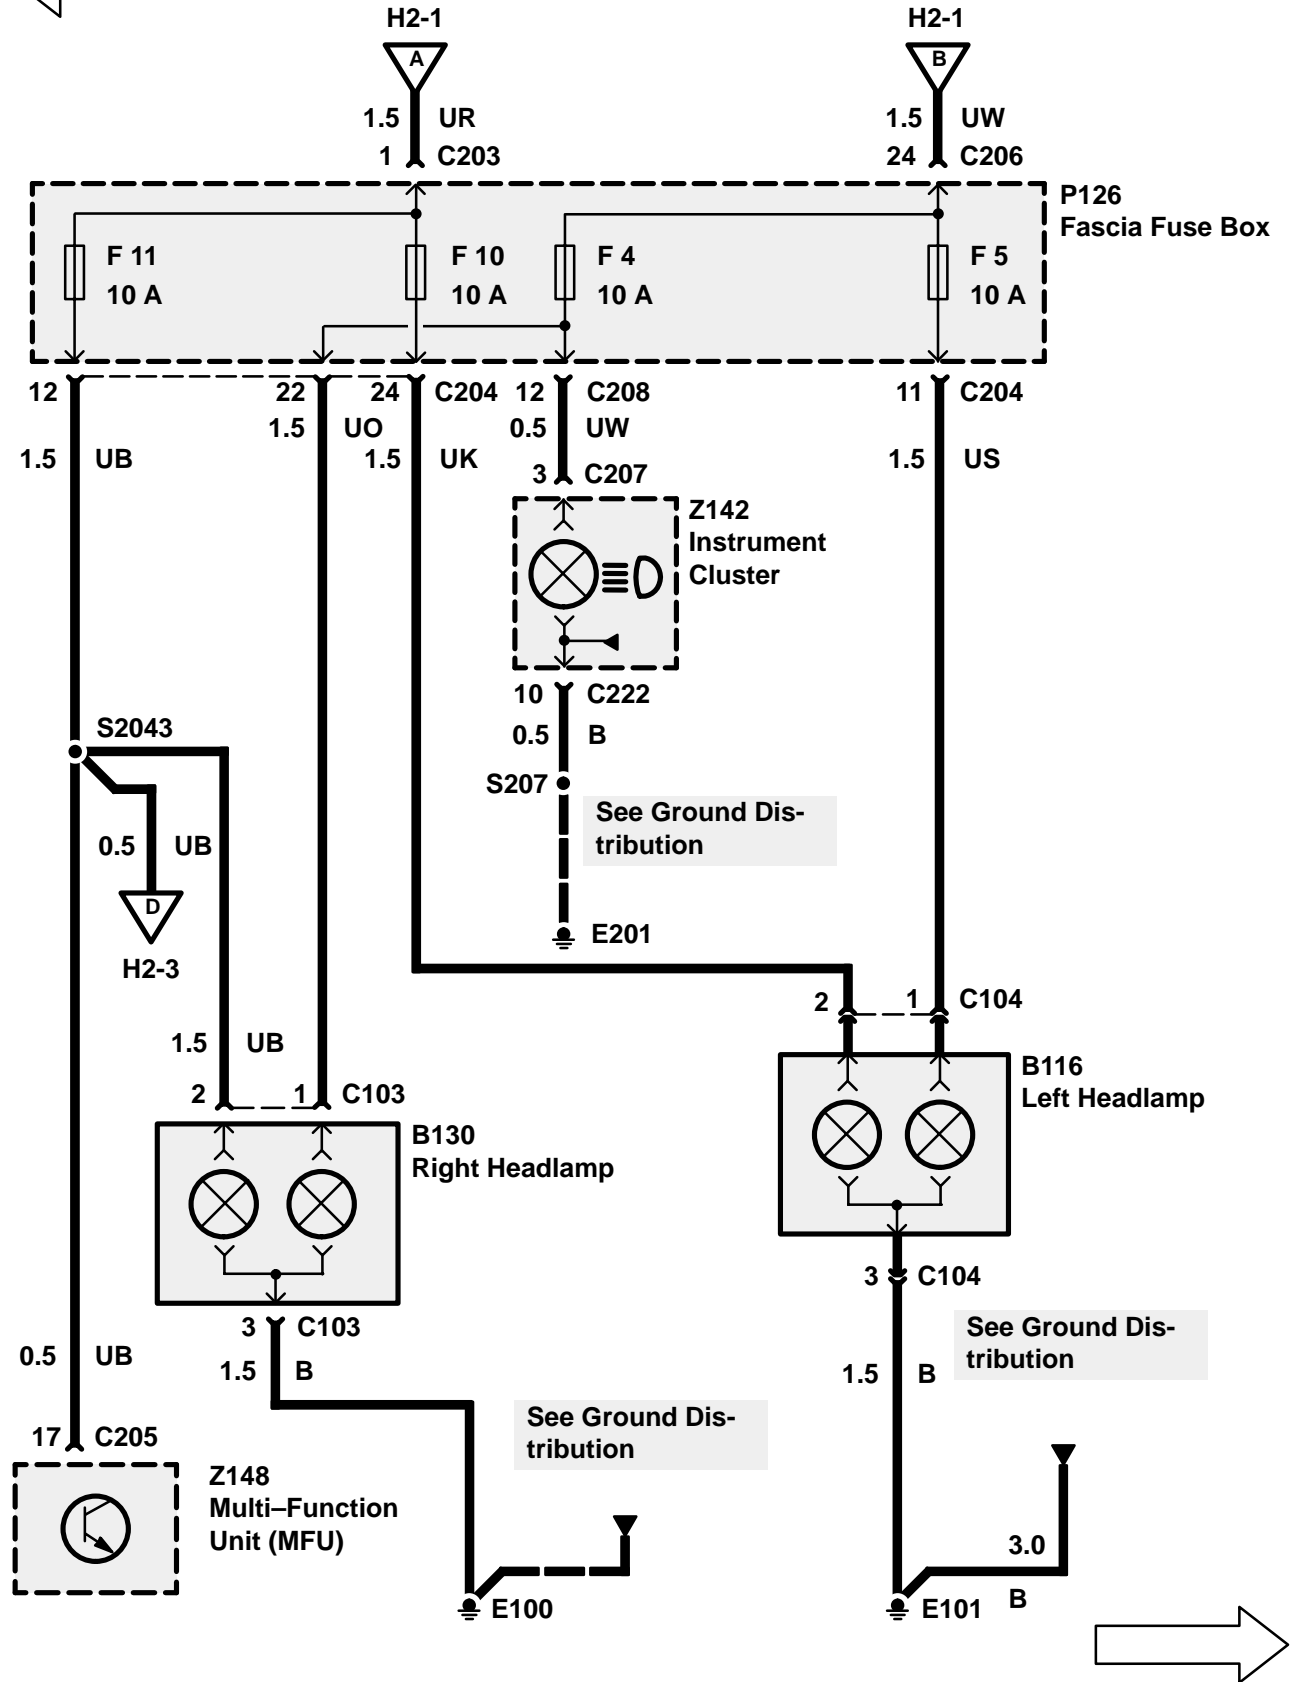 H2-1 H2-1
A B
1.5 UR 1.5 UW
1 C203 24 C206
P126
Fascia Fuse Box
F 11 F 10 F 4 F 5
10 A 10 A 10 A 10 A
12 22 24 C204 12 C208 11 C204
1.5 UO 0.5 UW
1.5 UB 1.5 UK 1.5 US
3 C207
Z142
Instrument
Cluster
10 C222
S2043
0.5 B
S207
See Ground Dis-
tribution
0.5 UB
D
E201
H2-3
2 1 C104
1.5 UB
B116
Left Headlamp
2 1 C103
B130
Right Headlamp
3 C104
3 C103
See Ground Dis-
tribution
0.5 UB
1.5 B
1.5 B
See Ground Dis-
tribution
17 C205
Z148
Multi–Function
Unit (MFU)
3.0
B
E100
E101